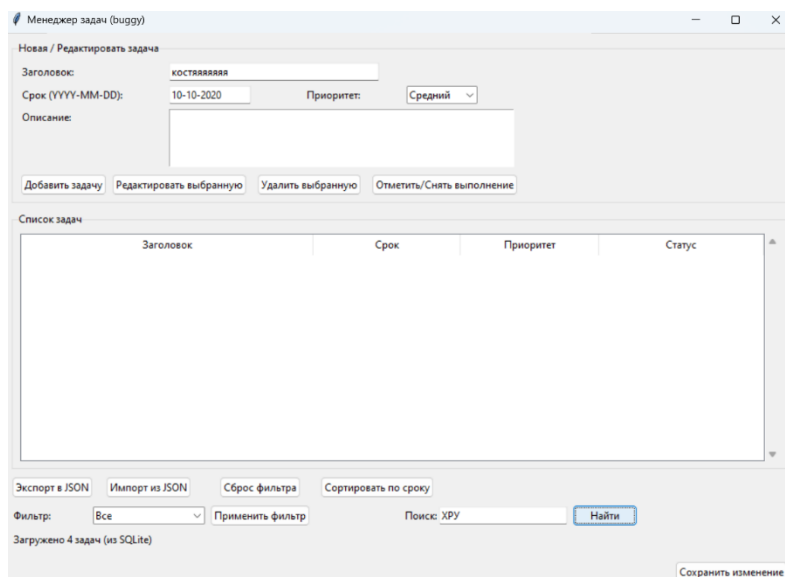 Менеджер задач (buggy)
Новая / Редактировать задача
Заголовок: костяяяяяя
Срок (YYYY-MM-DD): 10-10-2020 Приоритет: Средний
Описание:
Добавить задачу Редактировать выбранную Удалить выбранную Отметить/Снять выполнение
Список задач
Заголовок Срок Приоритет Статус
Экспорт в JSON Импорт из JSON Сброс фильтра Сортировать по сроку
Фильтр: Все Применить фильтр Поиск: ХРУ Найти
Загружено 4 задач (из SQLite)
Сохранить изменение